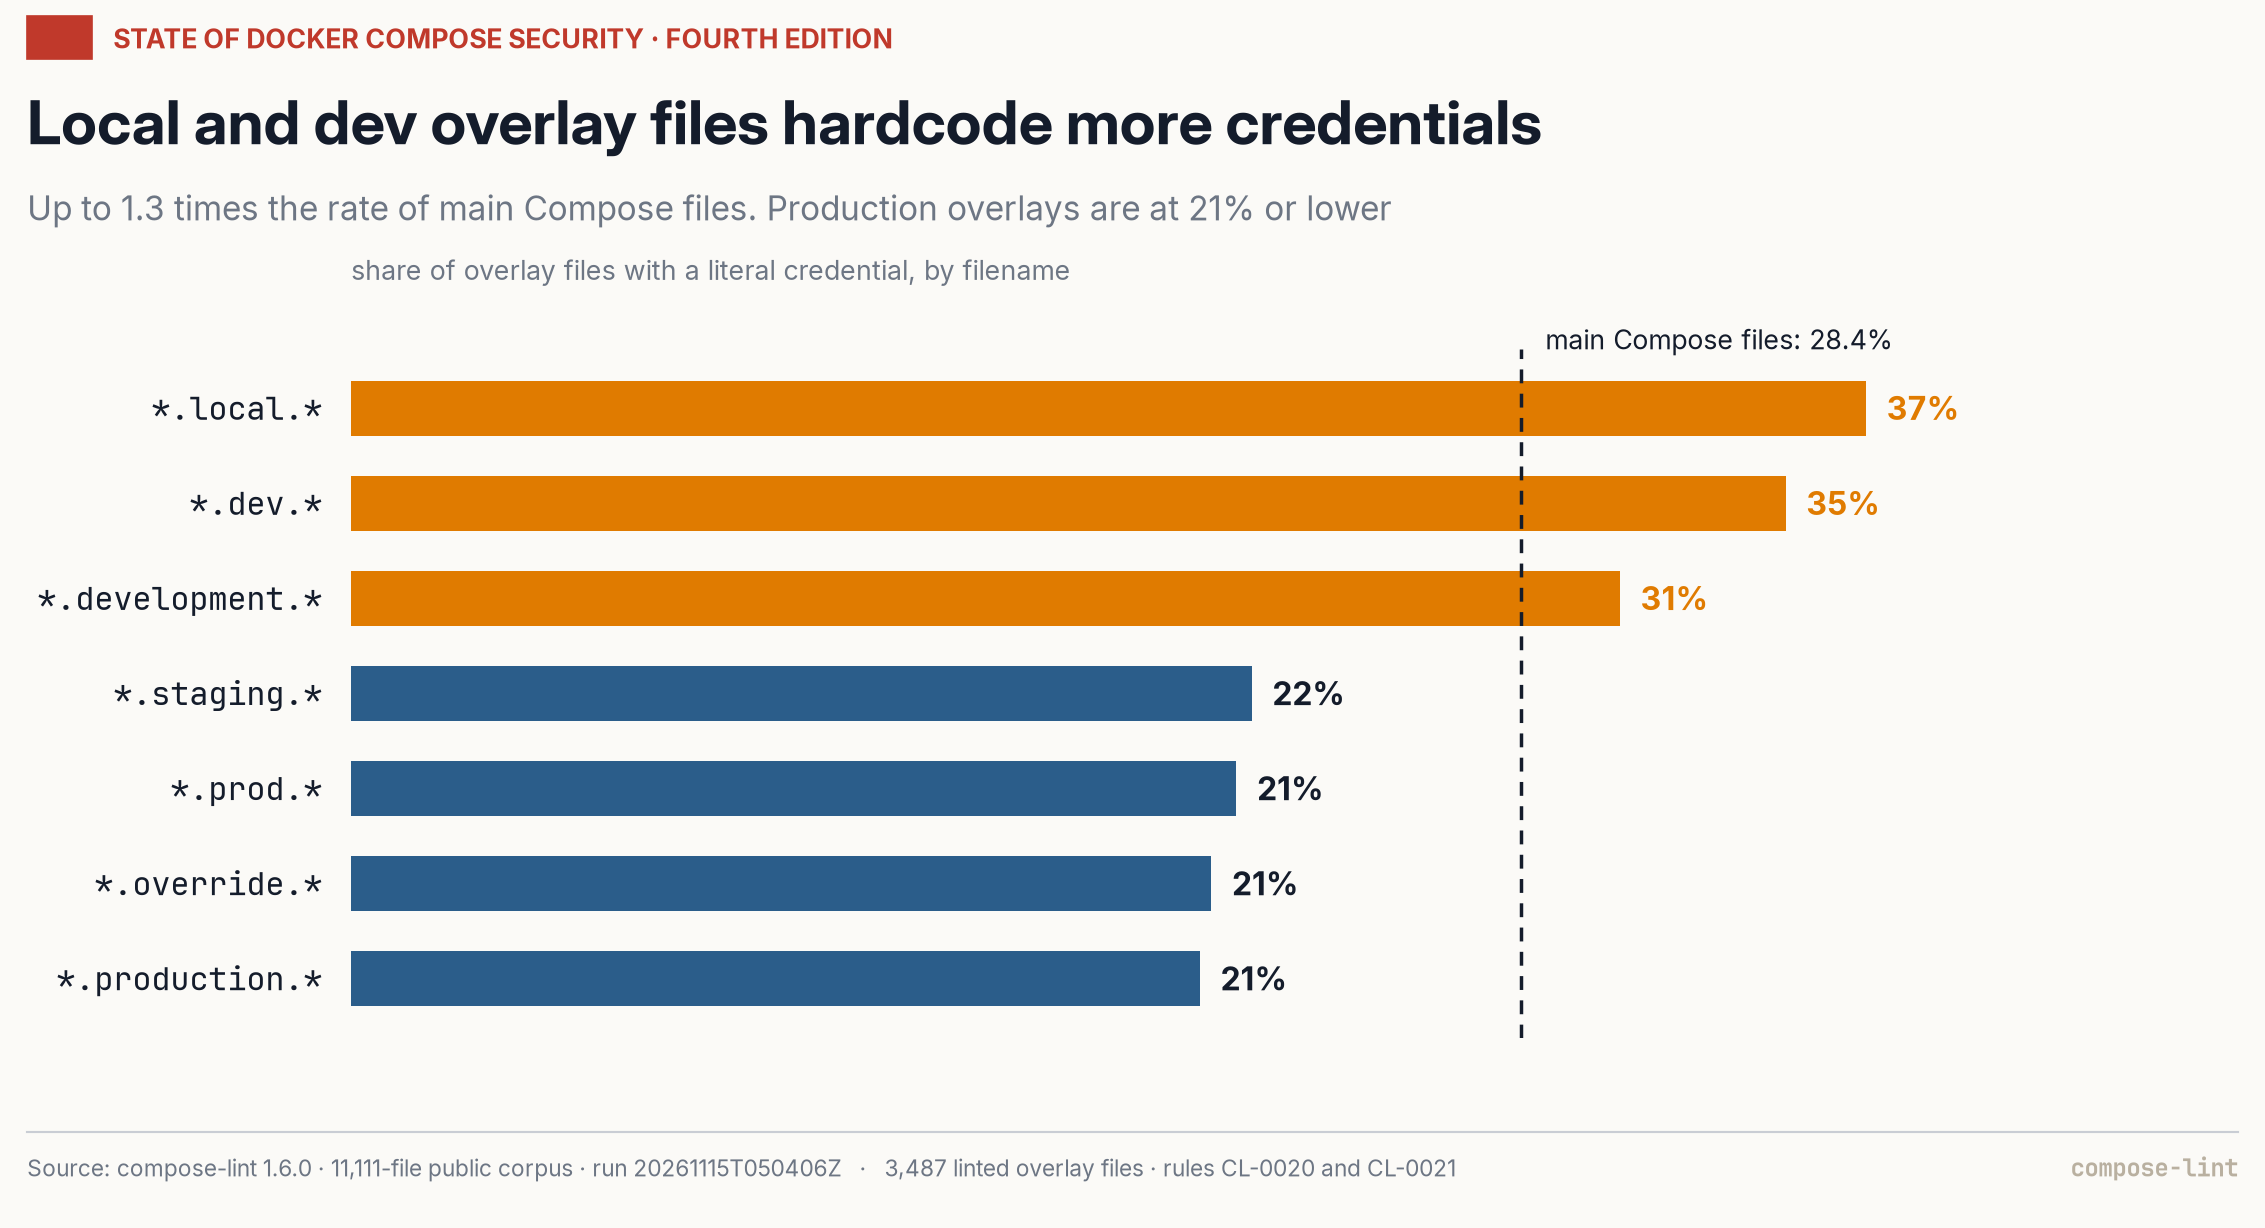 STATE OF DOCKER COMPOSE SECURITY · FOURTH EDITION
Local and dev overlay files hardcode more credentials
Up to 1.3 times the rate of main Compose files. Production overlays are at 21% or lower
share of overlay files with a literal credential, by filename
main Compose files: 28.4%
*.local.* 37%
*.dev.* 35%
*.development.* 31%
*.staging.* 22%
*.prod.* 21%
*.override.* 21%
*.production.* 21%
Source: compose-lint 1.6.0 · 11,111-file public corpus · run 20261115T050406Z · 3,487 linted overlay files · rules CL-0020 and CL-0021
compose-lint